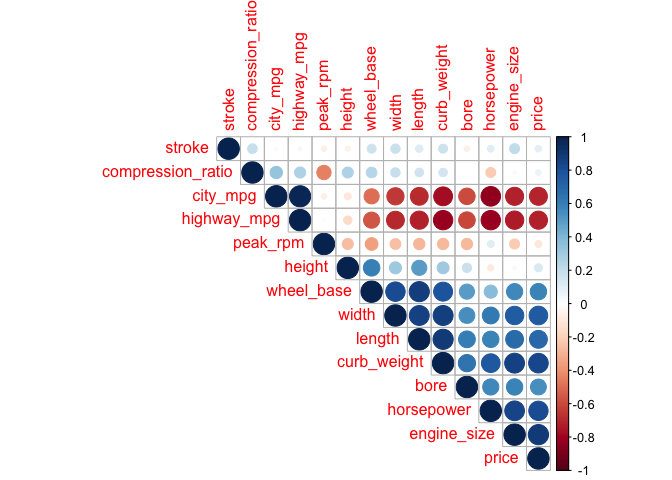 stroke
compression_ratio
city_mpg
highway_mpg
peak_rpm
height
wheel_base
width
length
curb_weight
bore
horsepower
engine_size
price
stroke
compression_ratio
city_mpg
highway_mpg
peak_rpm
height
wheel_base
width
length
curb_weight
bore
horsepower
engine_size
price
1
0.8
0.6
0.4
0.2
0
-0.2
-0.4
-0.6
-0.8
-1